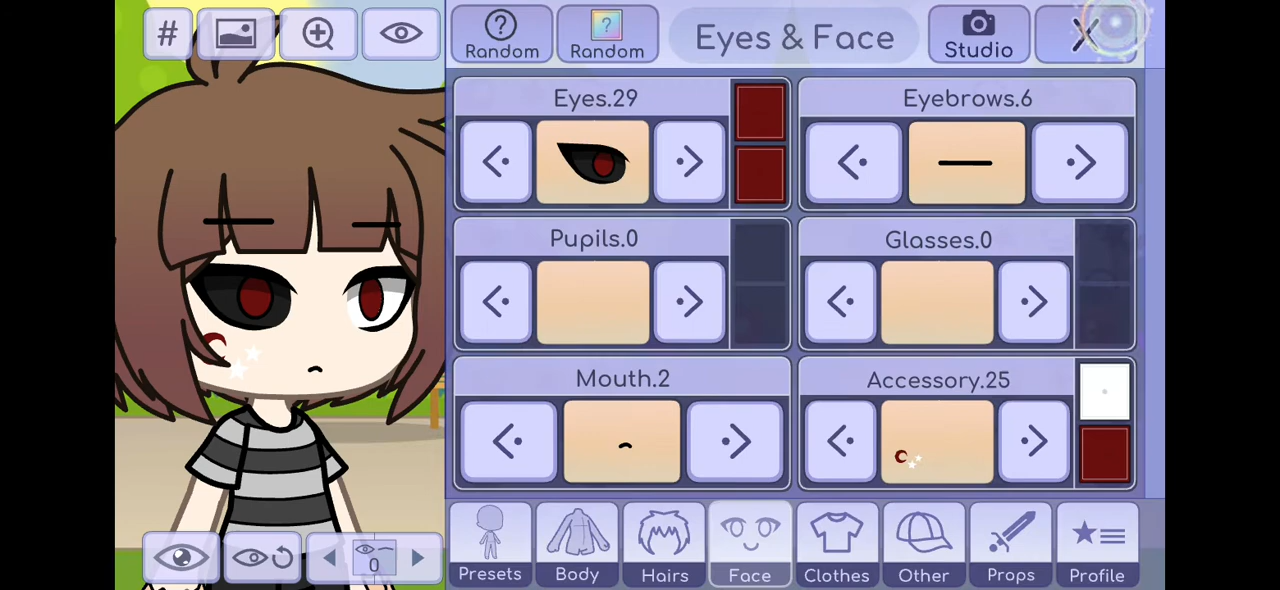 #
?
Random
?
Random
Eyes & Face
Studio
X
Eyes.29
Eyebrows.6
Pupils.0
Glasses.0
Mouth.2
Accessory.25
0
Presets
Body
Hairs
Face
Clothes
Other
Props
Profile